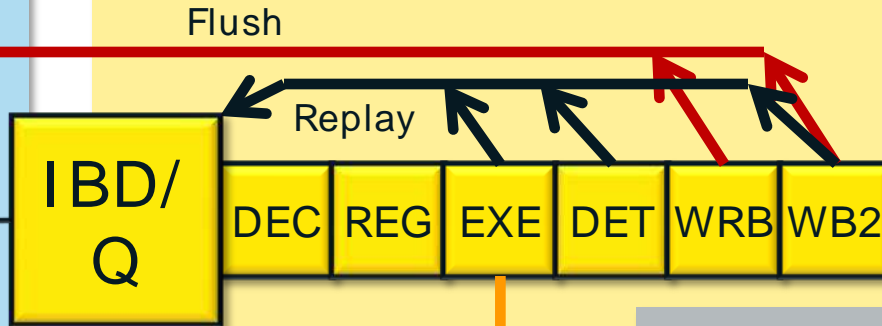 Flush
Replay
IBD/
Q
DEC REG EXE DET WRB WB2